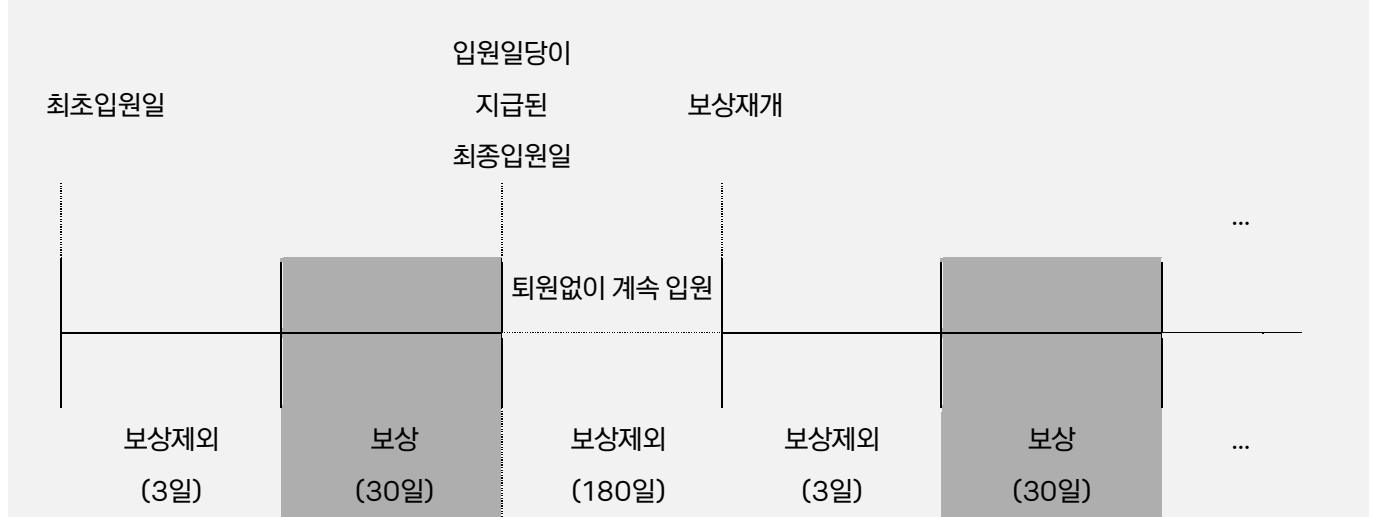 입원일당이
최초입원일 지급된 보상재개
최종입원일
...
퇴원없이 계속 입원
보상제외 보상 보상제외 보상제외 보상 ...
(3일) (30일) (180일) (3일) (30일)